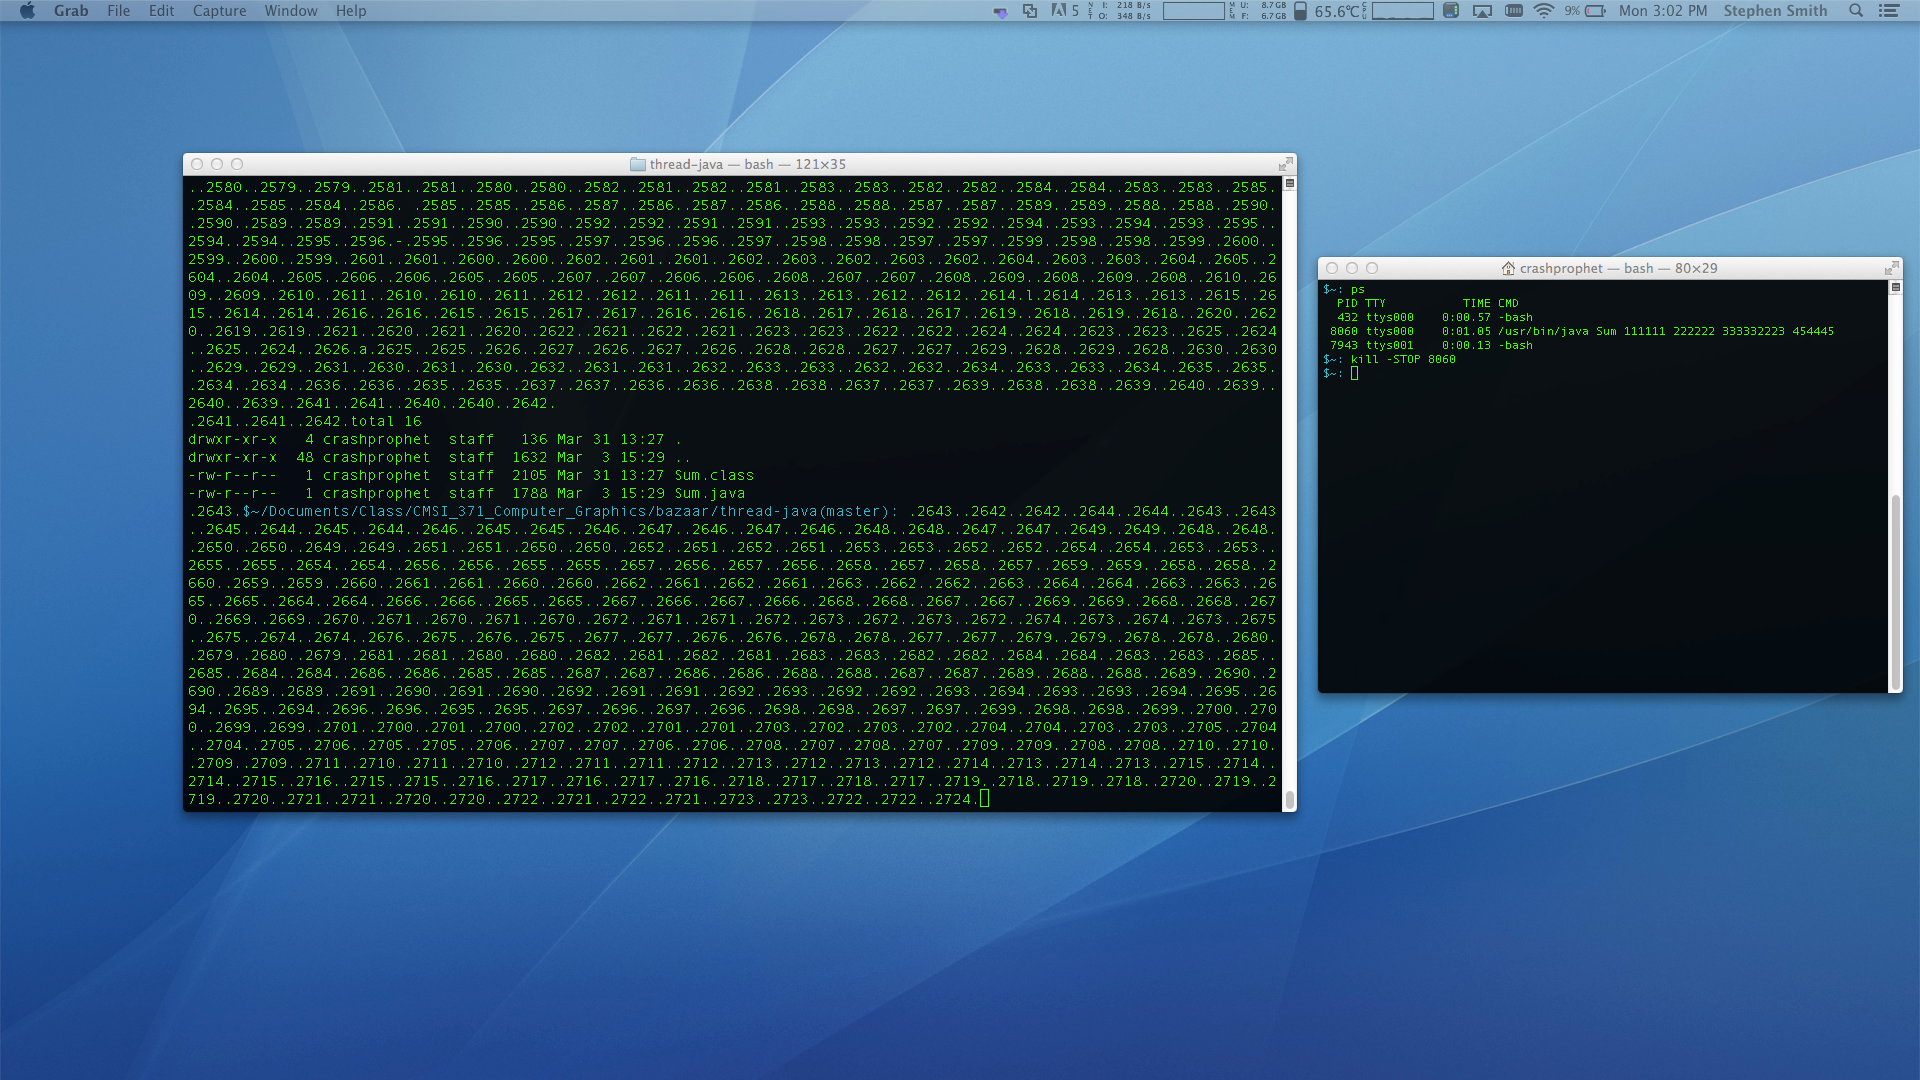 Grab File Edit Capture Window Help
5 I: 218 B/s O: 348 B/s U: 8.7GB F: 6.7GB 65.6℃ 9% Mon 3:02 PM Stephen Smith
thread-java — bash — 121×35
..2580..2579..2579..2581..2581..2580..2580..2582..2581..2582..2581..2583..2583..2582..2582..2584..2584..2583..2583..2585.
.2584..2585..2584..2586. .2585..2585..2586..2587..2586..2587..2586..2588..2588..2587..2587..2589..2589..2588..2588..2590.
.2590..2589..2589..2591..2591..2590..2590..2592..2592..2591..2591..2593..2593..2592..2592..2594..2593..2594..2593..2595..
2594..2594..2595..2596.-.2595..2596..2595..2597..2596..2596..2597..2598..2598..2597..2597..2599..2598..2598..2599..2600..
2599..2600..2599..2601..2601..2600..2600..2602..2601..2601..2602..2603..2602..2603..2602..2604..2603..2604..2603..2605..2
604..2604..2605..2606..2606..2605..2605..2607..2607..2606..2606..2608..2607..2607..2608..2609..2608..2609..2608..2610..26
09..2609..2610..2611..2610..2610..2611..2612..2612..2611..2611..2613..2613..2612..2612..2614.l.2614..2613..2613..2615..26
15..2614..2614..2616..2616..2615..2615..2617..2617..2616..2616..2618..2617..2618..2617..2619..2618..2619..2618..2620..262
0..2619..2619..2621..2620..2621..2620..2622..2621..2621..2622..2623..2623..2622..2622..2624..2624..2623..2623..2625..2624
..2625..2624..2626.a.2625..2625..2626..2627..2626..2627..2626..2628..2628..2627..2627..2629..2628..2629..2628..2630..2630
..2629..2629..2631..2630..2631..2630..2632..2631..2632..2631..2633..2633..2632..2632..2634..2633..2634..2633..2635..2635.
.2634..2634..2636..2636..2635..2635..2637..2637..2636..2636..2638..2638..2637..2637..2639..2638..2638..2639..2640..2639..
2640..2639..2641..2641..2640..2640..2642.
.2641..2641..2642.total 16
drwxr-xr-x   4 crashprophet  staff   136 Mar 31 13:27 .
drwxr-xr-x  48 crashprophet  staff  1632 Mar  3 15:29 ..
-rw-r--r--   1 crashprophet  staff  2105 Mar 31 13:27 Sum.class
-rw-r--r--   1 crashprophet  staff  1788 Mar  3 15:29 Sum.java
.2643.$~/Documents/Class/CMSI_371_Computer_Graphics/bazaar/thread-java(master): .2643..2642..2642..2644..2644..2643..2643
..2645..2644..2645..2644..2646..2645..2645..2646..2647..2646..2647..2646..2648..2648..2647..2647..2649..2649..2648..2648.
.2650..2650..2649..2649..2651..2651..2650..2650..2652..2651..2652..2651..2653..2653..2652..2652..2654..2654..2653..2653..
2655..2655..2654..2654..2656..2656..2655..2655..2657..2656..2657..2656..2658..2657..2658..2657..2659..2659..2658..2658..2
660..2659..2659..2660..2661..2661..2660..2660..2662..2661..2662..2661..2663..2662..2662..2663..2664..2664..2663..2663..26
65..2665..2664..2664..2666..2666..2665..2665..2667..2666..2667..2666..2668..2668..2667..2667..2669..2669..2668..2668..267
0..2669..2669..2670..2671..2670..2671..2670..2672..2671..2671..2672..2673..2672..2673..2672..2674..2673..2674..2673..2675
..2675..2674..2674..2676..2675..2676..2675..2677..2677..2676..2676..2678..2678..2677..2677..2679..2679..2678..2678..2680.
.2679..2680..2679..2681..2681..2680..2680..2682..2681..2682..2681..2683..2683..2682..2682..2684..2684..2683..2683..2685..
2685..2684..2684..2686..2686..2685..2685..2687..2687..2686..2686..2688..2688..2687..2687..2689..2688..2688..2689..2690..2
690..2689..2689..2691..2690..2691..2690..2692..2691..2691..2692..2693..2692..2692..2693..2694..2693..2693..2694..2695..26
94..2695..2694..2696..2696..2695..2695..2697..2696..2697..2696..2698..2698..2697..2697..2699..2698..2698..2699..2700..270
0..2699..2699..2701..2700..2701..2700..2702..2702..2701..2701..2703..2702..2703..2702..2704..2704..2703..2703..2705..2704
..2704..2705..2706..2705..2705..2706..2707..2707..2706..2706..2708..2707..2708..2707..2709..2709..2708..2708..2710..2710.
.2709..2709..2711..2710..2711..2710..2712..2711..2711..2712..2713..2712..2713..2712..2714..2713..2714..2713..2715..2714..
2714..2715..2716..2715..2715..2716..2717..2716..2717..2716..2718..2717..2718..2717..2719..2718..2719..2718..2720..2719..2
719..2720..2721..2721..2720..2720..2722..2721..2722..2721..2723..2723..2722..2722..2724.
crashprophet — bash — 80×29
$~: ps
  PID TTY           TIME CMD
  432 ttys000    0:00.57 -bash
 8060 ttys000    0:01.05 /usr/bin/java Sum 111111 222222 333332223 454445
 7943 ttys001    0:00.13 -bash
$~: kill -STOP 8060
$~: